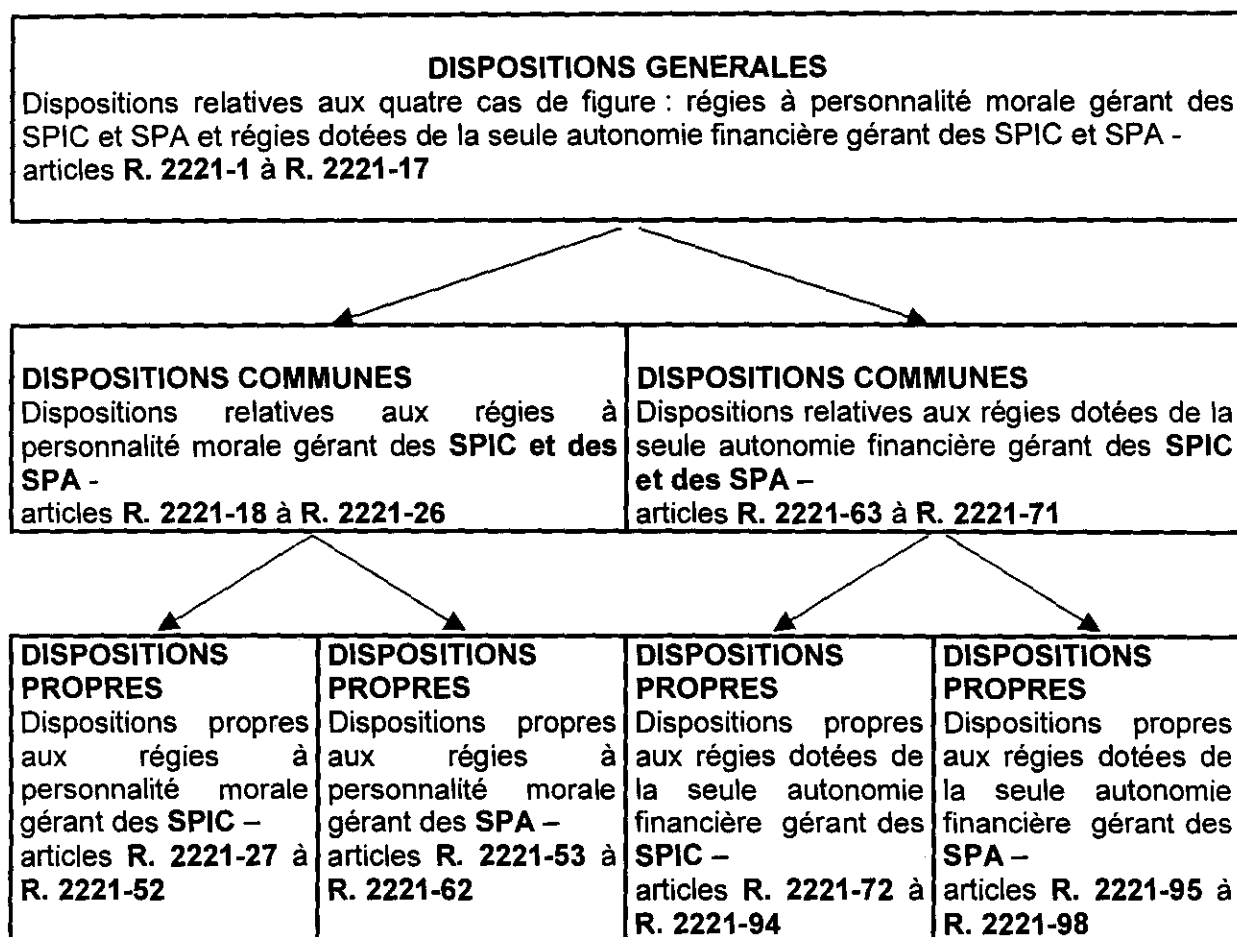 DISPOSITIONS GENERALES
Dispositions relatives aux quatre cas de figure : régies à personnalité morale gérant des
SPIC et SPA et régies dotées de la seule autonomie financière gérant des SPIC et SPA -
articles R. 2221-1 à R. 2221-17
DISPOSITIONS COMMUNES
Dispositions relatives aux régies à
personnalité morale gérant des SPIC et des
SPA -
articles R. 2221-18 à R. 2221-26
DISPOSITIONS COMMUNES
Dispositions relatives aux régies dotées de la
seule autonomie financière gérant des SPIC
et des SPA –
articles R. 2221-63 à R. 2221-71
DISPOSITIONS
PROPRES
Dispositions propres
aux régies à
personnalité morale
gérant des SPIC –
articles R. 2221-27 à
R. 2221-52
DISPOSITIONS
PROPRES
Dispositions propres
aux régies à
personnalité morale
gérant des SPA –
articles R. 2221-53 à
R. 2221-62
DISPOSITIONS
PROPRES
Dispositions propres
aux régies dotées de
la seule autonomie
financière gérant des
SPIC –
articles R. 2221-72 à
R. 2221-94
DISPOSITIONS
PROPRES
Dispositions propres
aux régies dotées de
la seule autonomie
financière gérant des
SPA –
articles R. 2221-95 à
R. 2221-98